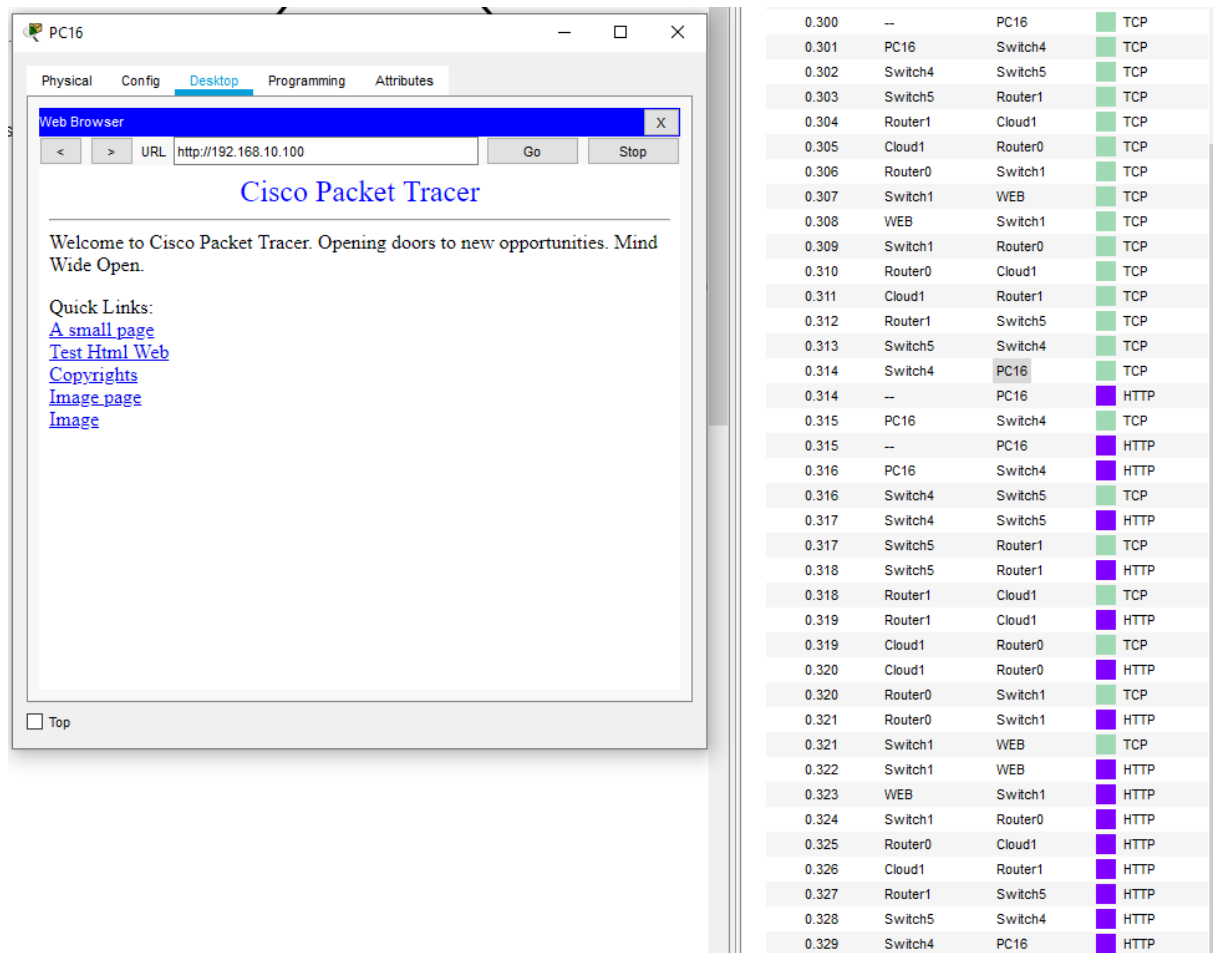 PC16
Physical Config Desktop Programming Attributes
Web Browser X
< > URL http://192.168.10.100 Go Stop
Cisco Packet Tracer
Welcome to Cisco Packet Tracer. Opening doors to new opportunities. Mind
Wide Open.
Quick Links:
A small page
Test Html Web
Copyrights
Image page
Image
Top
0.300 -- PC16 TCP
0.301 PC16 Switch4 TCP
0.302 Switch4 Switch5 TCP
0.303 Switch5 Router1 TCP
0.304 Router1 Cloud1 TCP
0.305 Cloud1 Router0 TCP
0.306 Router0 Switch1 TCP
0.307 Switch1 WEB TCP
0.308 WEB Switch1 TCP
0.309 Switch1 Router0 TCP
0.310 Router0 Cloud1 TCP
0.311 Cloud1 Router1 TCP
0.312 Router1 Switch5 TCP
0.313 Switch5 Switch4 TCP
0.314 Switch4 PC16 TCP
0.314 -- PC16 HTTP
0.315 PC16 Switch4 TCP
0.315 -- PC16 HTTP
0.316 PC16 Switch4 HTTP
0.316 Switch4 Switch5 TCP
0.317 Switch4 Switch5 HTTP
0.317 Switch5 Router1 TCP
0.318 Switch5 Router1 HTTP
0.318 Router1 Cloud1 TCP
0.319 Router1 Cloud1 HTTP
0.319 Cloud1 Router0 TCP
0.320 Cloud1 Router0 HTTP
0.320 Router0 Switch1 TCP
0.321 Router0 Switch1 HTTP
0.321 Switch1 WEB TCP
0.322 Switch1 WEB HTTP
0.323 WEB Switch1 HTTP
0.324 Switch1 Router0 HTTP
0.325 Router0 Cloud1 HTTP
0.326 Cloud1 Router1 HTTP
0.327 Router1 Switch5 HTTP
0.328 Switch5 Switch4 HTTP
0.329 Switch4 PC16 HTTP